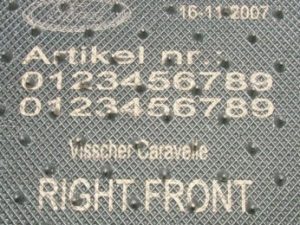 16-11-2007
Artikel nr.:
0123456789
0123456789
Visscher Caravelle
RIGHT FRONT